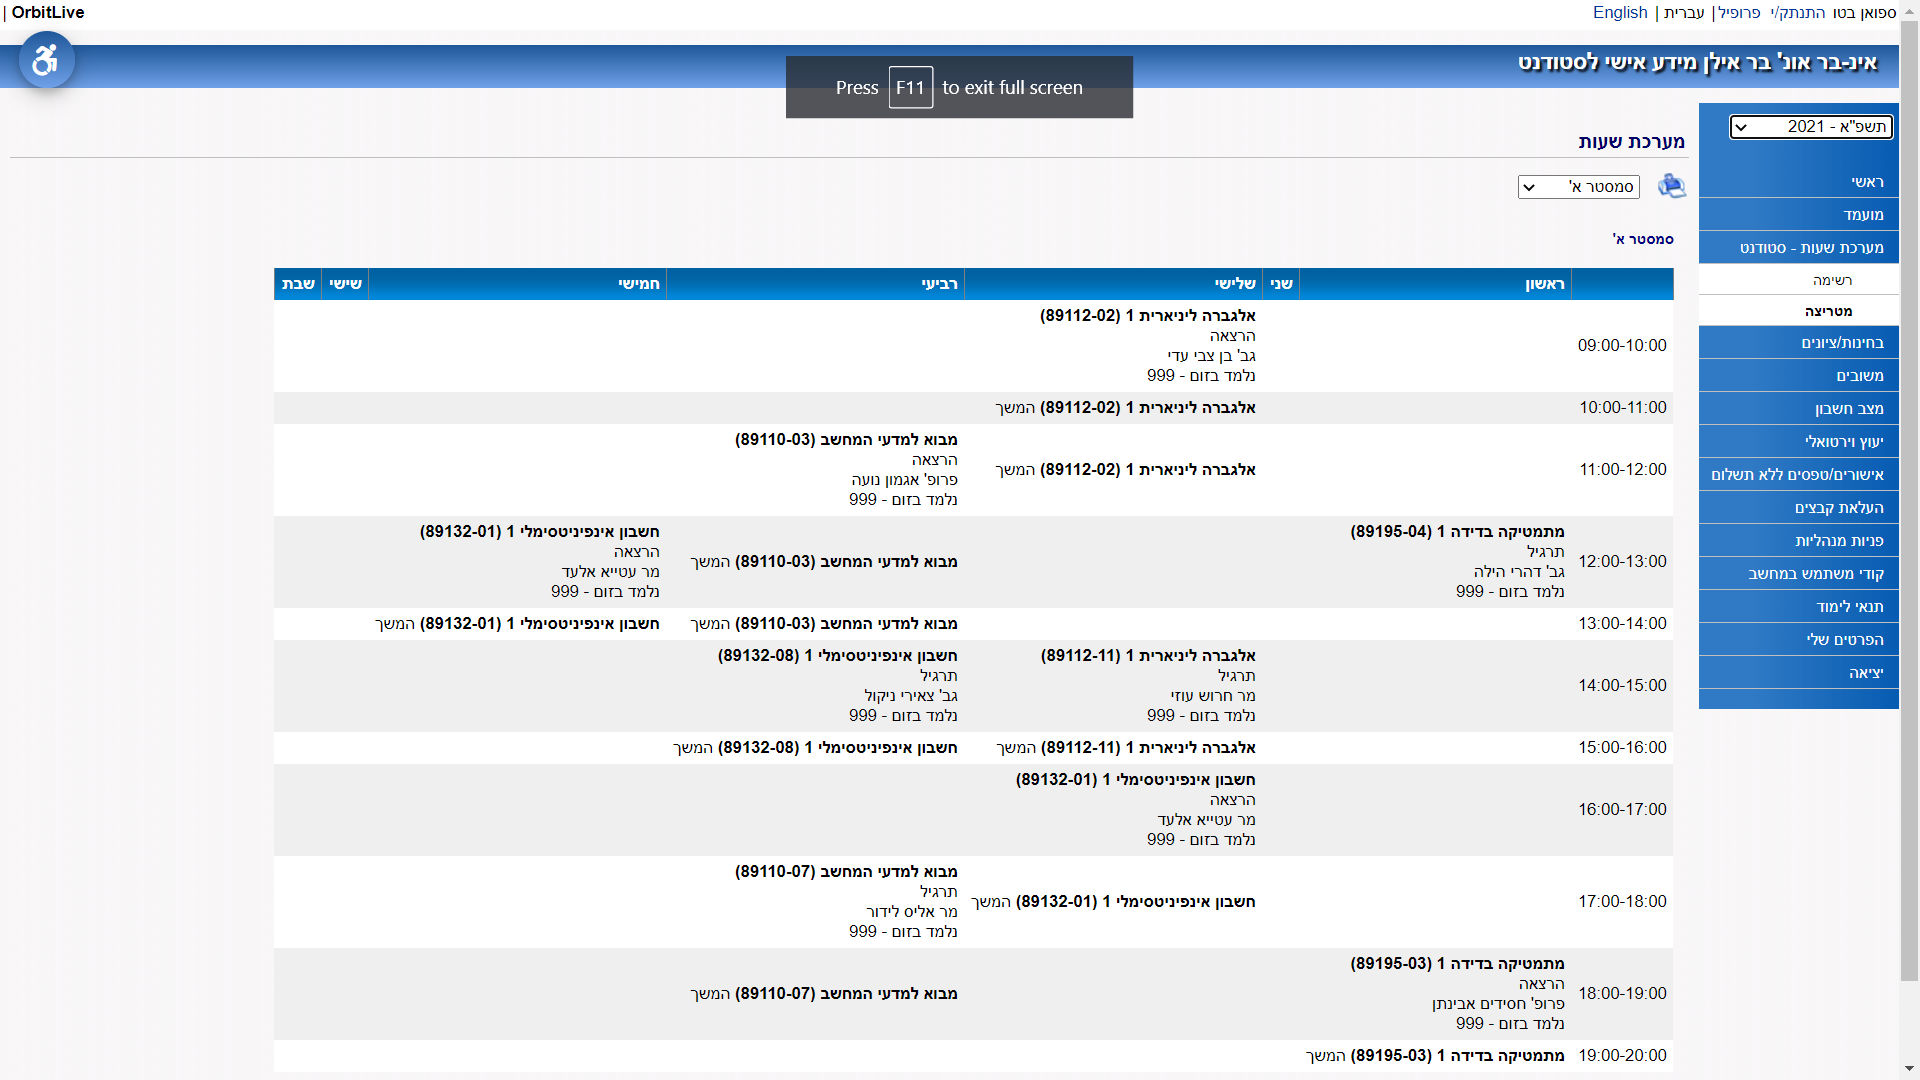 ספואן בטו התנתק/י פרופיל | עברית | English
| OrbitLive
אינ-בר אונ' בר אילן מידע אישי לסטודנט
Press F11 to exit full screen
תשפ"א - 2021
ראשי
מועמד
מערכת שעות - סטודנט
רשימה
מטריצה
בחינות/ציונים
משובים
מצב חשבון
יעוץ וירטואלי
אישורים/טפסים ללא תשלום
העלאת קבצים
פניות מנהליות
קודי משתמש במחשב
תנאי לימוד
הפרטים שלי
יציאה
מערכת שעות
סמסטר א'
סמסטר א'
ראשון שני שלישי רביעי חמישי שישי שבת
09:00-10:00
אלגברה ליניארית 1 (89112-02)
הרצאה
גב' בן צבי עדי
נלמד בזום - 999
10:00-11:00
אלגברה ליניארית 1 (89112-02) המשך
11:00-12:00
אלגברה ליניארית 1 (89112-02) המשך
מבוא למדעי המחשב (89110-03)
הרצאה
פרופ' אגמון נועה
נלמד בזום - 999
12:00-13:00
מתמטיקה בדידה 1 (89195-04)
תרגיל
גב' דהרי הילה
נלמד בזום - 999
מבוא למדעי המחשב (89110-03) המשך
חשבון אינפיניטסימלי 1 (89132-01)
הרצאה
מר עטייא אלעד
נלמד בזום - 999
13:00-14:00
מבוא למדעי המחשב (89110-03) המשך
חשבון אינפיניטסימלי 1 (89132-01) המשך
14:00-15:00
אלגברה ליניארית 1 (89112-11)
תרגיל
מר חרוש עוזי
נלמד בזום - 999
חשבון אינפיניטסימלי 1 (89132-08)
תרגיל
גב' צאירי ניקול
נלמד בזום - 999
15:00-16:00
אלגברה ליניארית 1 (89112-11) המשך
חשבון אינפיניטסימלי 1 (89132-08) המשך
16:00-17:00
חשבון אינפיניטסימלי 1 (89132-01)
הרצאה
מר עטייא אלעד
נלמד בזום - 999
17:00-18:00
חשבון אינפיניטסימלי 1 (89132-01) המשך
מבוא למדעי המחשב (89110-07)
תרגיל
מר אליס לידור
נלמד בזום - 999
18:00-19:00
מתמטיקה בדידה 1 (89195-03)
הרצאה
פרופ' חסידים אבינתן
נלמד בזום - 999
מבוא למדעי המחשב (89110-07) המשך
19:00-20:00
מתמטיקה בדידה 1 (89195-03) המשך